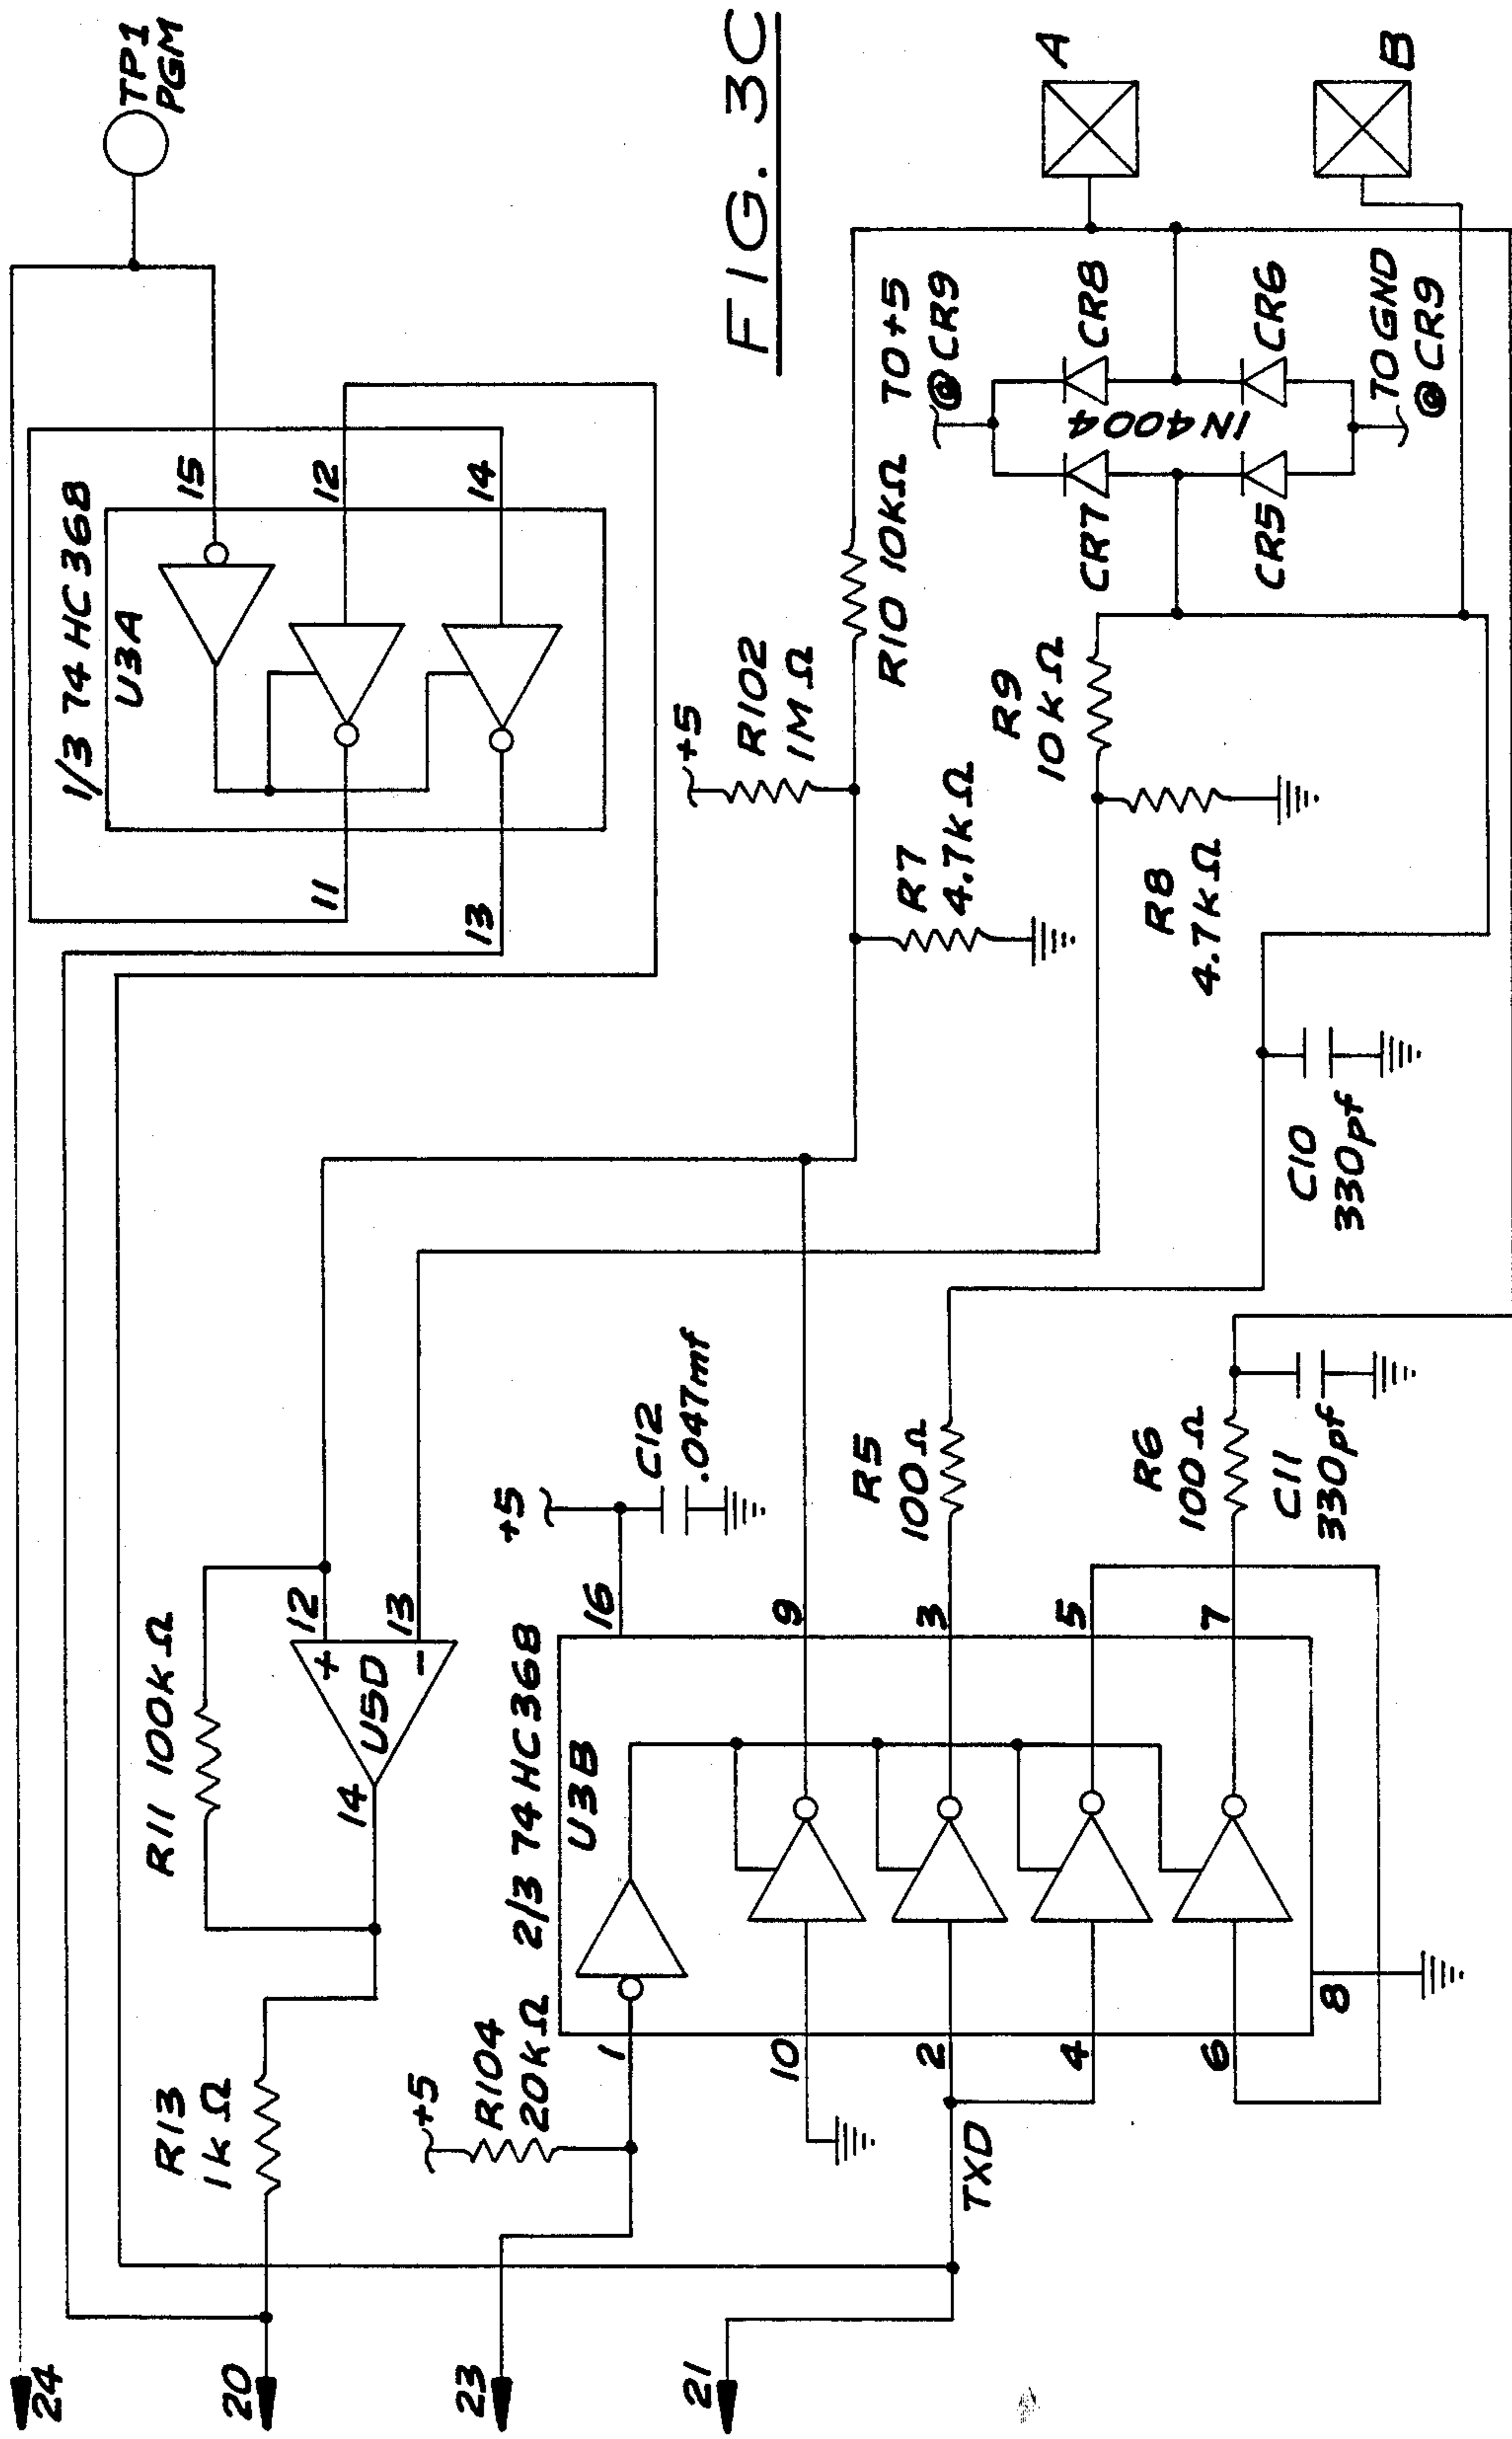 24
20
23
21
TP1
PGM
FIG. 3C
1/3 74HC368
U3A
15
12
14
11
13
R11 100KΩ
12
13
+
-
U5D
14
R13
1KΩ
+5
R104
20KΩ
2/3 74HC368
U3B
+5
16
C12
.047mf
1
10
2
4
6
8
9
3
5
7
TXD
R5
100Ω
R6
100Ω
C11
330pf
C10
330pf
+5
R102
1MΩ
R7
4.7KΩ
R10 10KΩ
R9
10KΩ
R8
4.7KΩ
TO+5
@CR9
CR7
CR8
1N4004
CR5
CR6
TO GND
@CR9
A
B